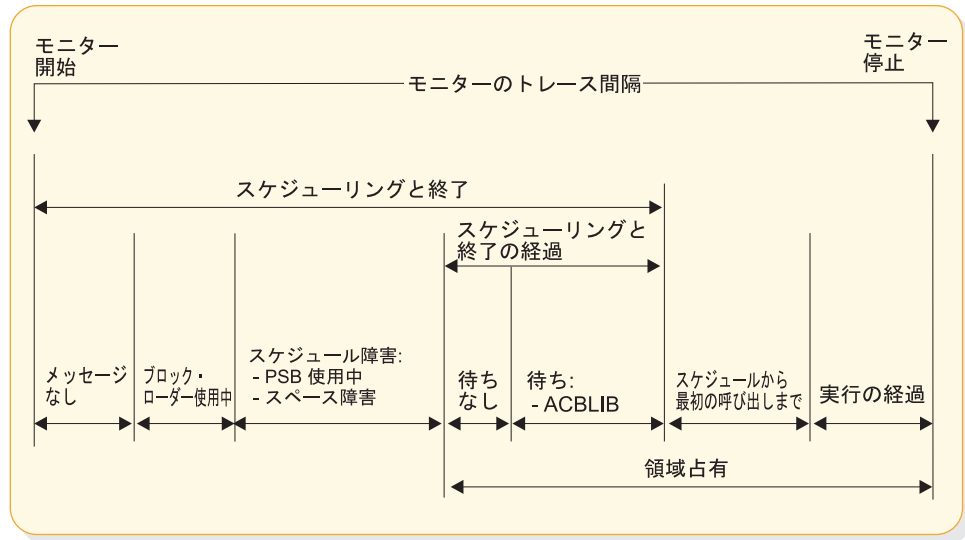 モニター
開始
モニター
停止
モニターのトレース間隔
スケジューリングと終了
スケジューリングと
終了の経過
メッセージ
なし
ブロック・
ローダー使用中
スケジュール障害:
- PSB 使用中
- スペース障害
待ち
なし
待ち:
- ACBLIB
スケジュールから
最初の呼び出しまで
実行の経過
領域占有